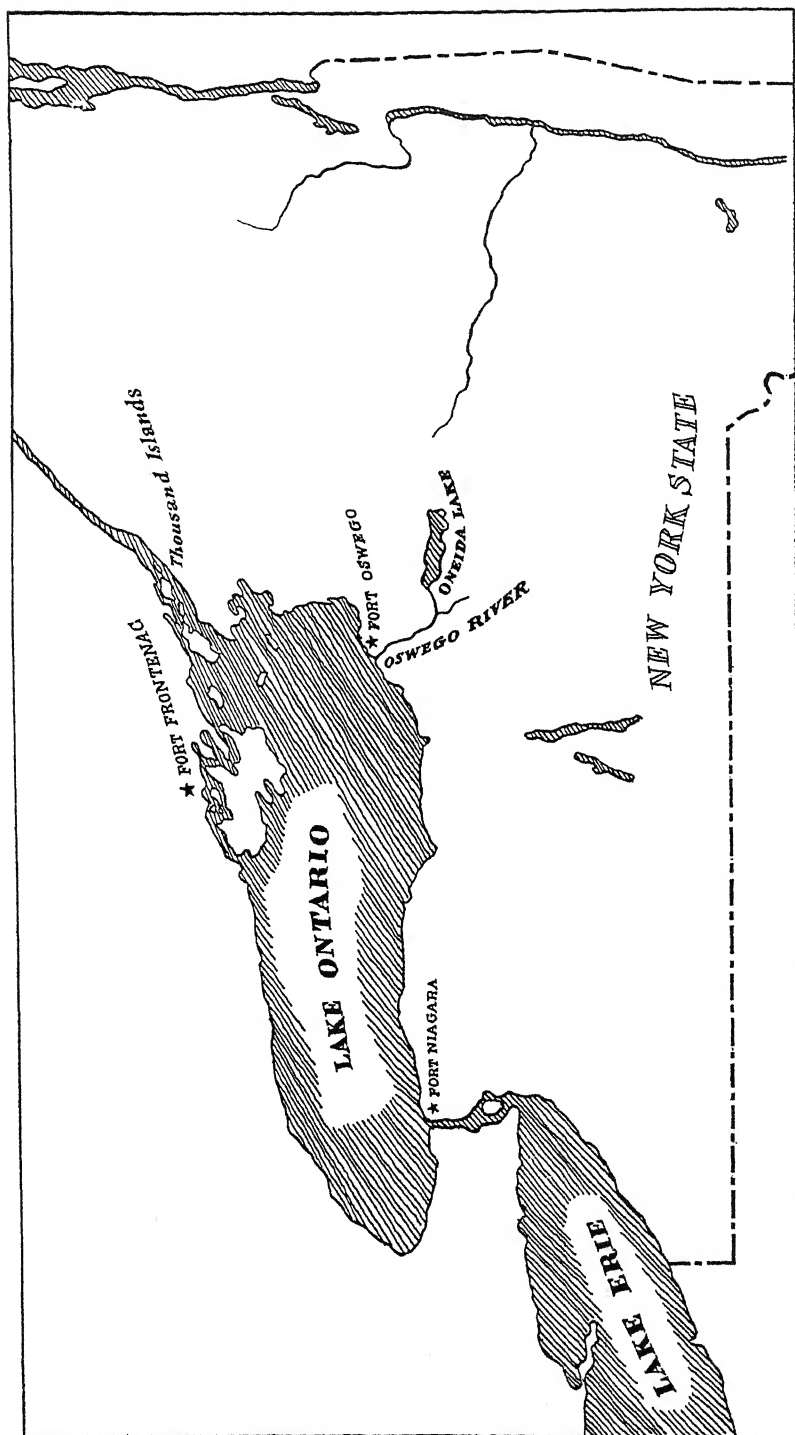 Thousand Islands
★ FORT FRONTENAC
★ FORT OSWEGO
ONEIDA LAKE
OSWEGO RIVER
NEW YORK STATE
LAKE ONTARIO
★ FORT NIAGARA
LAKE ERIE